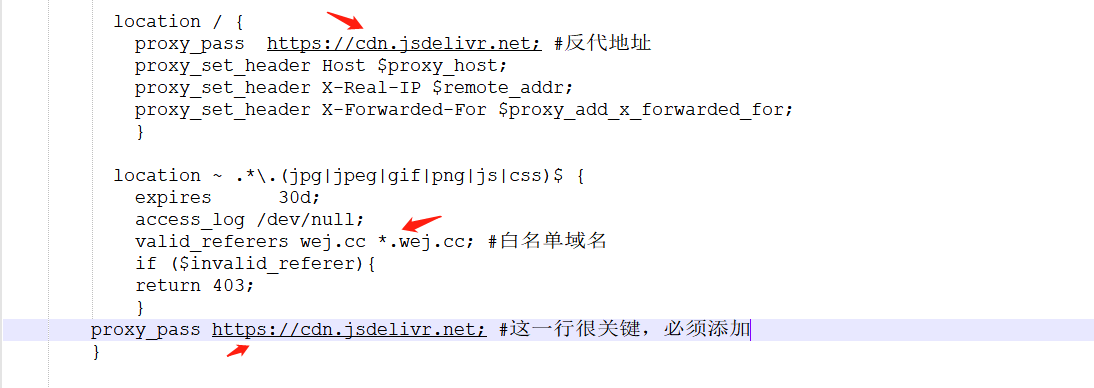 location / {
proxy_pass  https://cdn.jsdelivr.net; #反代地址
proxy_set_header Host $proxy_host;
proxy_set_header X-Real-IP $remote_addr;
proxy_set_header X-Forwarded-For $proxy_add_x_forwarded_for;
}
location ~ .*\.(jpg|jpeg|gif|png|js|css)$ {
expires      30d;
access_log /dev/null;
valid_referers wej.cc *.wej.cc; #白名单域名
if ($invalid_referer){
return 403;
}
proxy_pass https://cdn.jsdelivr.net; #这一行很关键，必须添加
}